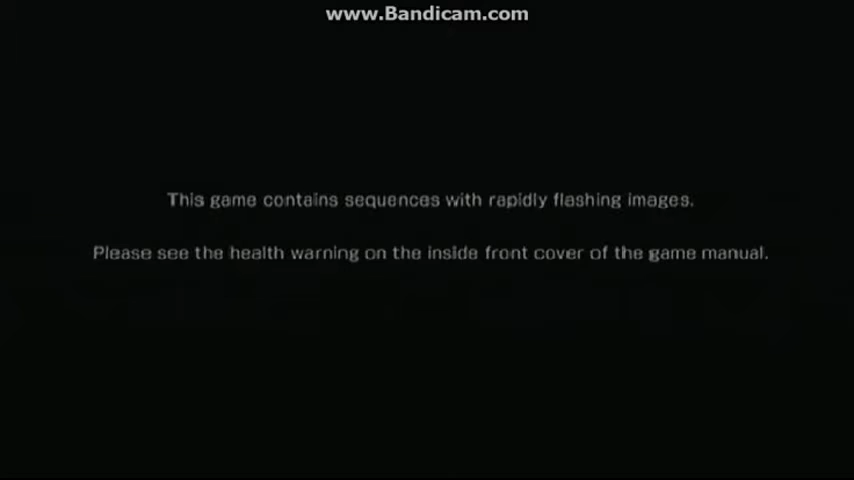 www.Bandicam.com
This game contains sequences with rapidly flashing images.
Please see the health warning on the inside front cover of the game manual.